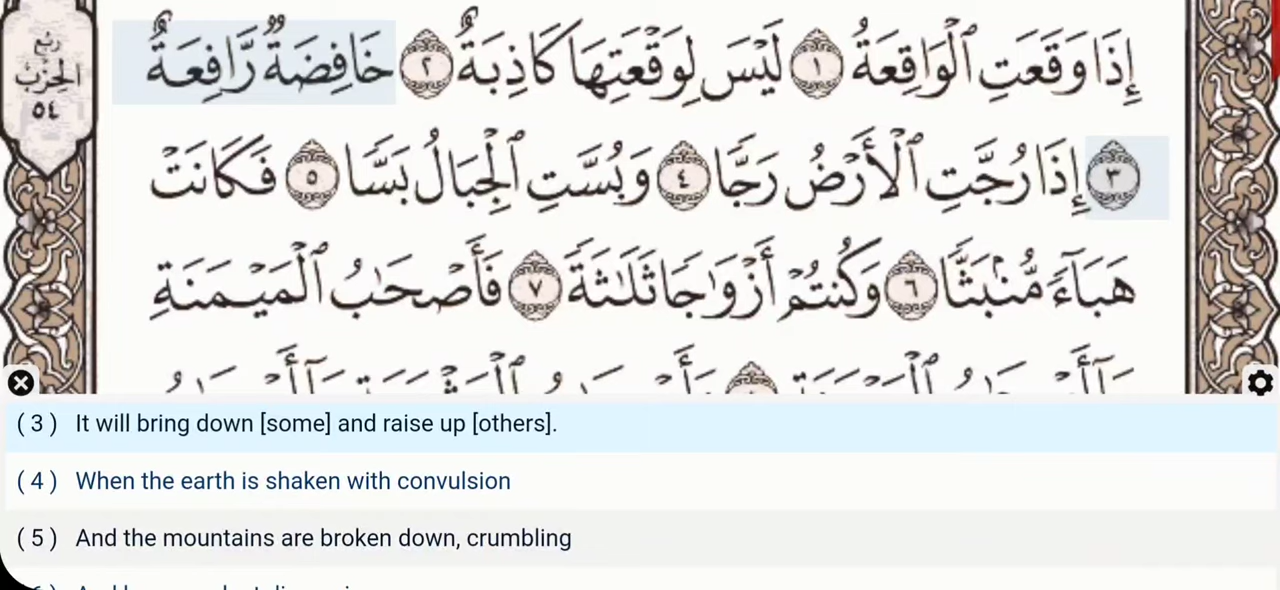 ربع
الحزب
٥٤
إِذَا وَقَعَتِ ٱلْوَاقِعَةُ ١ لَيْسَ لِوَقْعَتِهَا كَاذِبَةٌ ٢ خَافِضَةٌ رَّافِعَةٌ
٣ إِذَا رُجَّتِ ٱلْأَرْضُ رَجًّا ٤ وَبُسَّتِ ٱلْجِبَالُ بَسًّا ٥ فَكَانَتْ
هَبَآءً مُّنۢبَثًّا ٦ وَكُنتُمْ أَزْوَٰجًا ثَلَٰثَةً ٧ فَأَصْحَٰبُ ٱلْمَيْمَنَةِ
( 3 ) It will bring down [some] and raise up [others].
( 4 ) When the earth is shaken with convulsion
( 5 ) And the mountains are broken down, crumbling